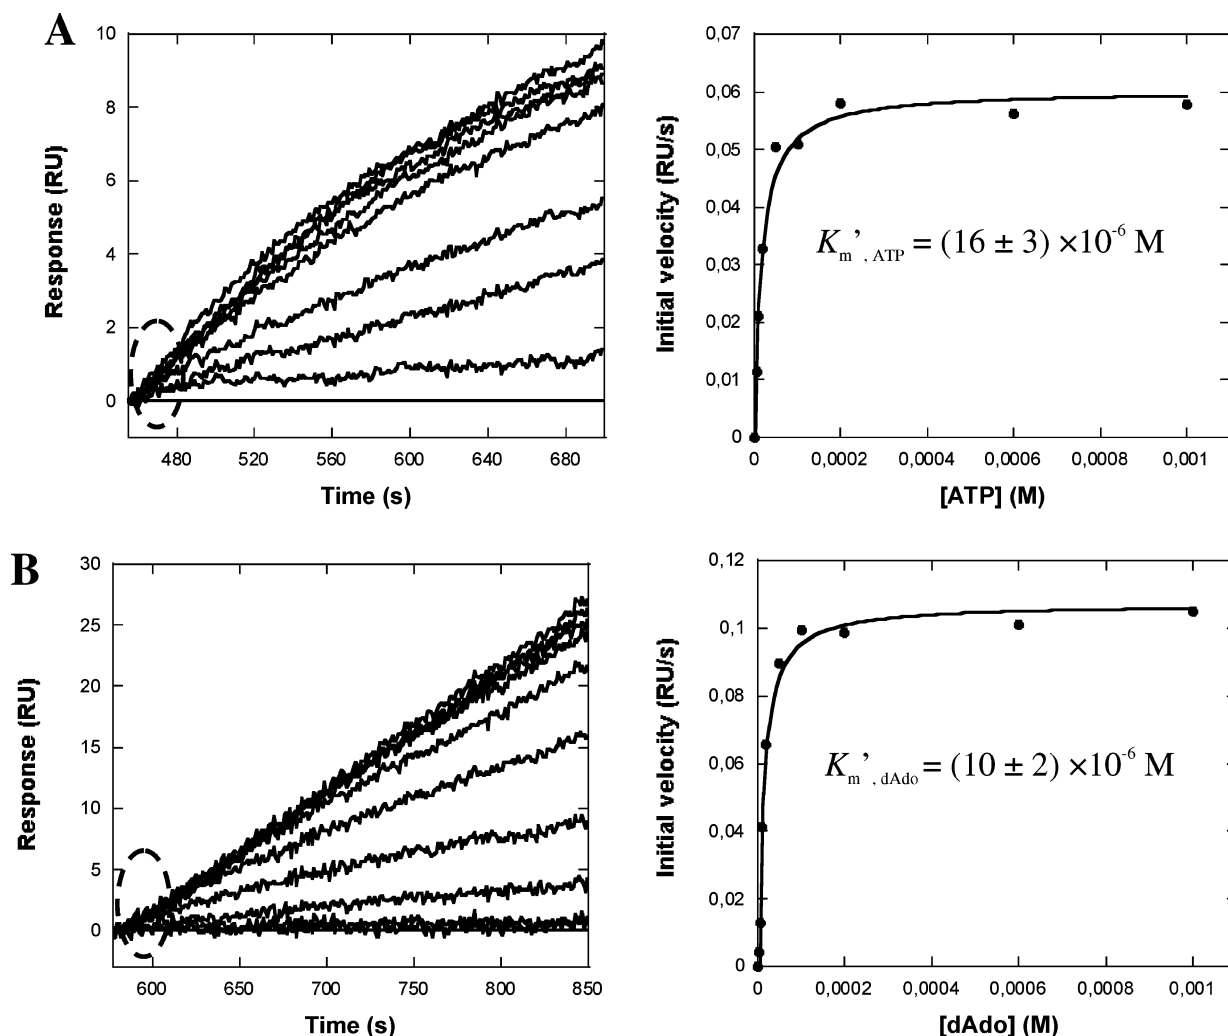 A
10
8
6
4
2
0
Response (RU)
480 520 560 600 640 680
Time (s)
0,07
0,06
0,05
0,04
0,03
0,02
0,01
0
Initial velocity (RU/s)
Km’, ATP = (16 ± 3) ×10-6 M
0 0,0002 0,0004 0,0006 0,0008 0,001
[ATP] (M)
B
30
25
20
15
10
5
0
Response (RU)
600 650 700 750 800 850
Time (s)
0,12
0,1
0,08
0,06
0,04
0,02
0
Initial velocity (RU/s)
Km’, dAdo = (10 ± 2) ×10-6 M
0 0,0002 0,0004 0,0006 0,0008 0,001
[dAdo] (M)